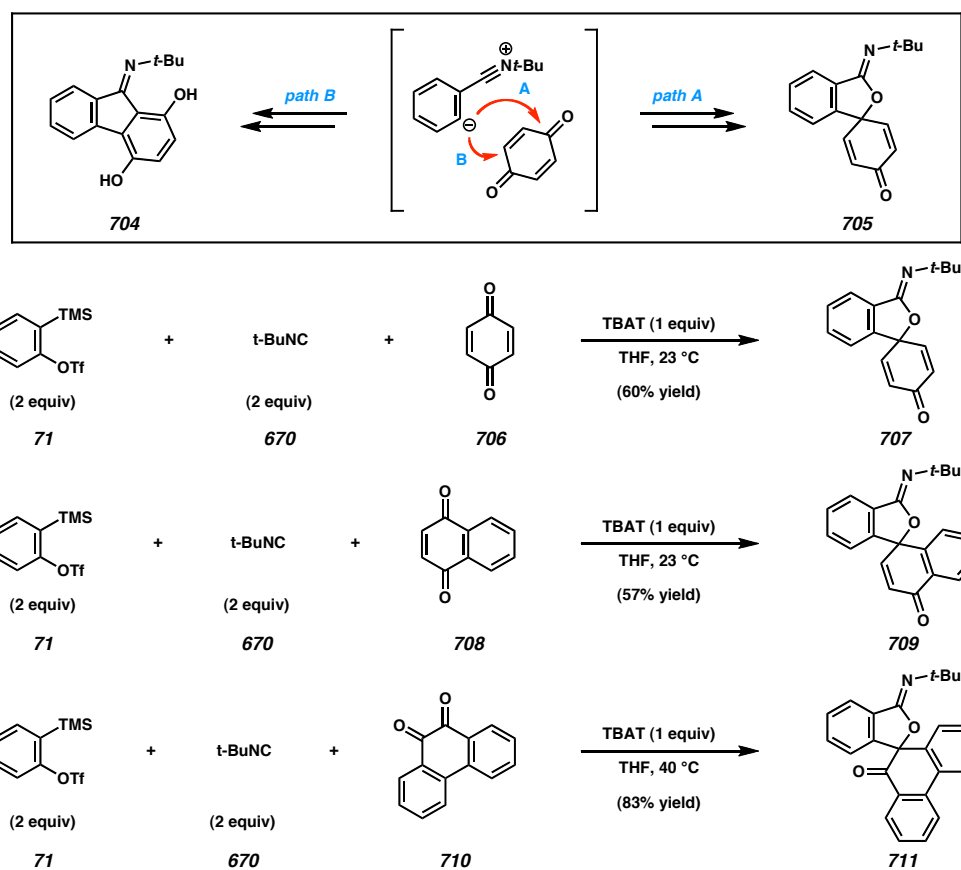 N t-Bu
OH
HO
704
path B
⊕
Nt-Bu
A
⊖
B
O
O
path A
N t-Bu
O
O
705
TMS
OTf
(2 equiv)
71
+
t-BuNC
(2 equiv)
670
+
O
O
706
TBAT (1 equiv)
THF, 23 °C
(60% yield)
N t-Bu
O
O
707
TMS
OTf
(2 equiv)
71
+
t-BuNC
(2 equiv)
670
+
O
O
708
TBAT (1 equiv)
THF, 23 °C
(57% yield)
N t-Bu
O
O
709
TMS
OTf
(2 equiv)
71
+
t-BuNC
(2 equiv)
670
+
O
O
710
TBAT (1 equiv)
THF, 40 °C
(83% yield)
N t-Bu
O
O
711